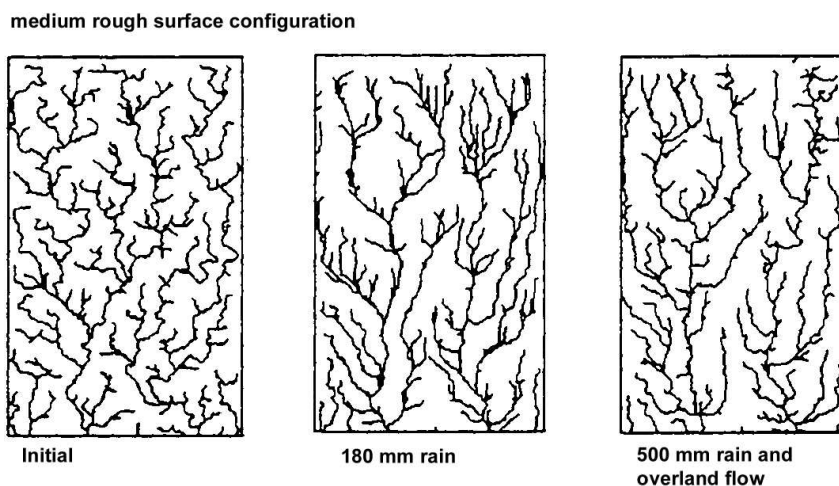 medium rough surface configuration
Initial
180 mm rain
500 mm rain and
overland flow